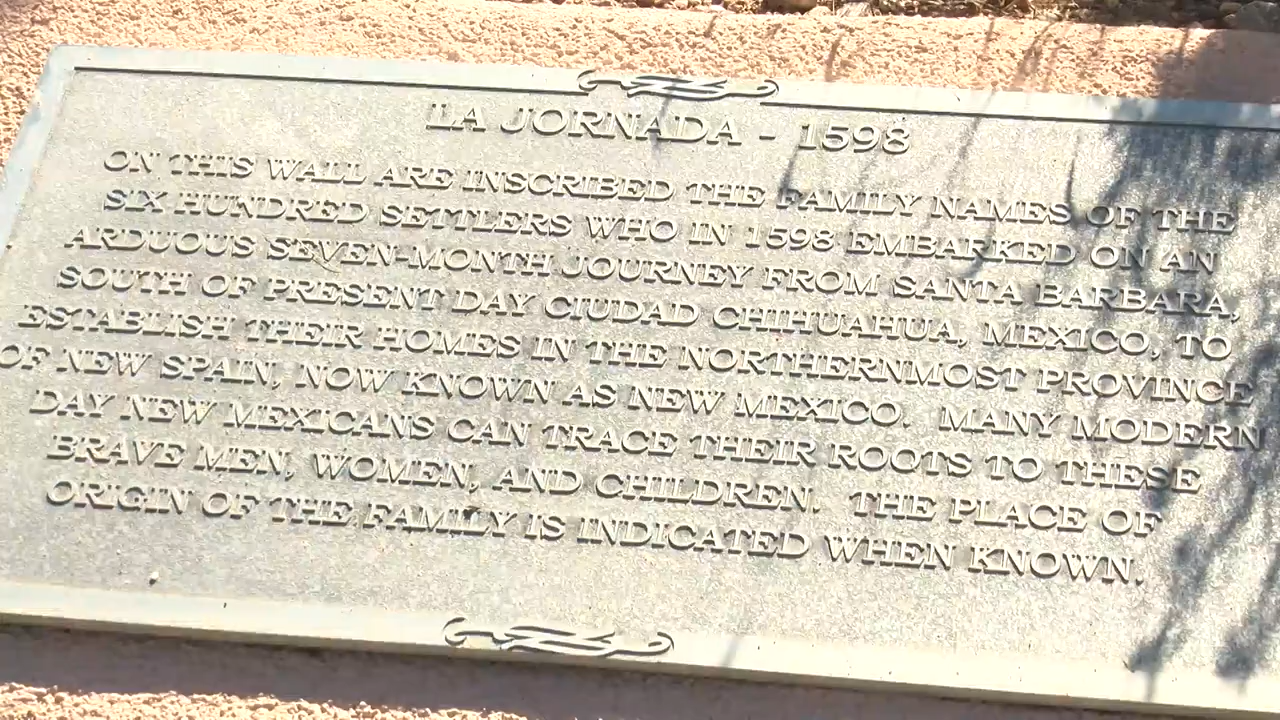 LA JORNADA - 1598
ON THIS WALL ARE INSCRIBED THE FAMILY NAMES OF THE
SIX HUNDRED SETTLERS WHO IN 1598 EMBARKED ON AN
ARDUOUS SEVEN-MONTH JOURNEY FROM SANTA BARBARA,
SOUTH OF PRESENT DAY CIUDAD CHIHUAHUA, MEXICO, TO
ESTABLISH THEIR HOMES IN THE NORTHERNMOST PROVINCE
OF NEW SPAIN, NOW KNOWN AS NEW MEXICO. MANY MODERN
DAY NEW MEXICANS CAN TRACE THEIR ROOTS TO THESE
BRAVE MEN, WOMEN, AND CHILDREN. THE PLACE OF
ORIGIN OF THE FAMILY IS INDICATED WHEN KNOWN.